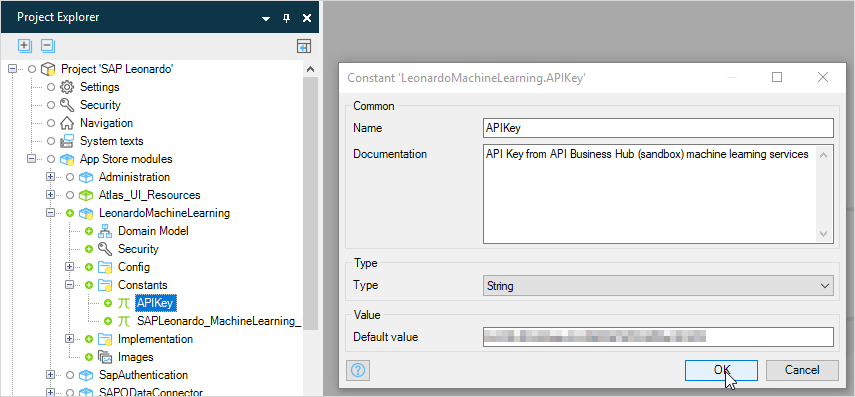 Project Explorer
Project 'SAP Leonardo'
Settings
Security
Navigation
System texts
App Store modules
Administration
Atlas_UI_Resources
LeonardoMachineLearning
Domain Model
Security
Config
Constants
APIKey
SAPLeonardo_MachineLearning_
Implementation
Images
SapAuthentication
SAPODataConnector
Constant 'LeonardoMachineLearning.APIKey'
Common
Name
APIKey
Documentation
API Key from API Business Hub (sandbox) machine learning services
Type
Type
String
Value
Default value
OK
Cancel